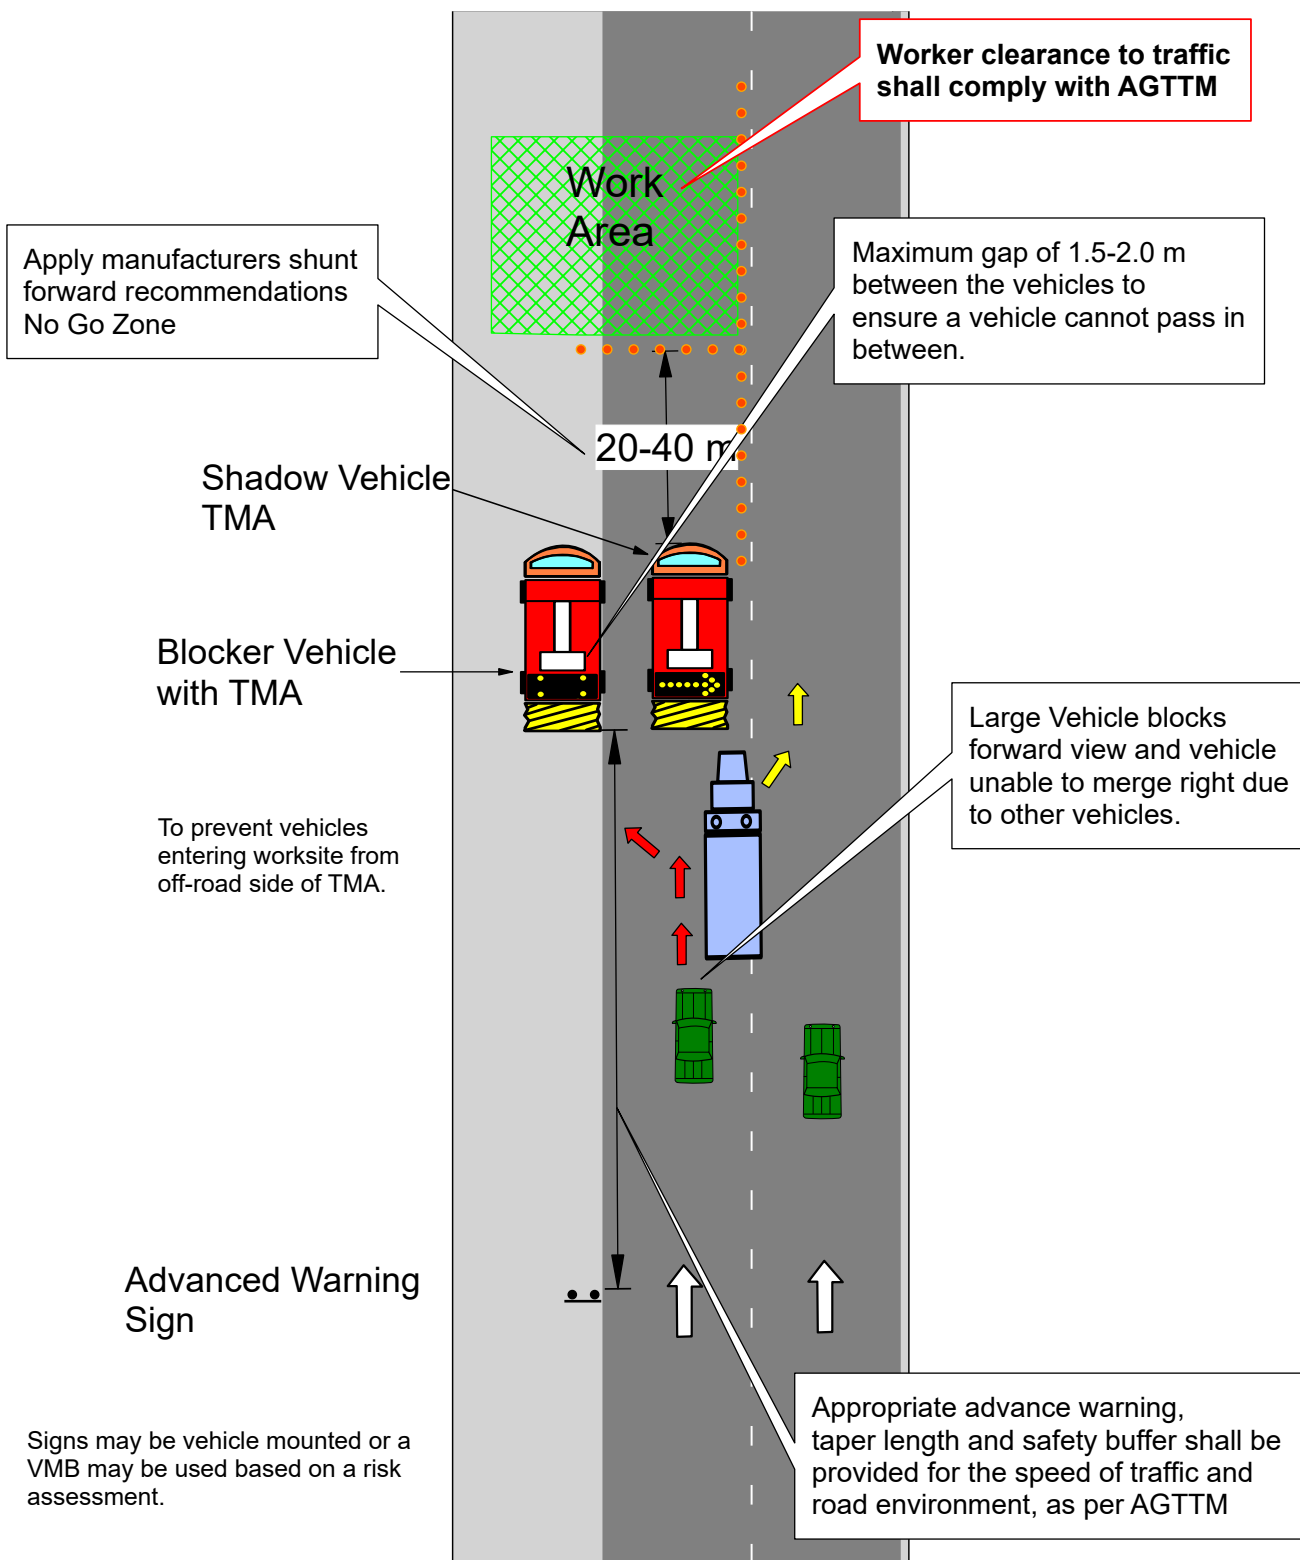 Worker clearance to traffic
shall comply with AGTTM
Work
Area
Apply manufacturers shunt
forward recommendations
No Go Zone
Maximum gap of 1.5-2.0 m
between the vehicles to
ensure a vehicle cannot pass in
between.
20-40 m
Shadow Vehicle
TMA
Blocker Vehicle
with TMA
Large Vehicle blocks
forward view and vehicle
unable to merge right due
to other vehicles.
To prevent vehicles
entering worksite from
off-road side of TMA.
Advanced Warning
Sign
Appropriate advance warning,
taper length and safety buffer shall be
provided for the speed of traffic and
road environment, as per AGTTM
Signs may be vehicle mounted or a
VMB may be used based on a risk
assessment.